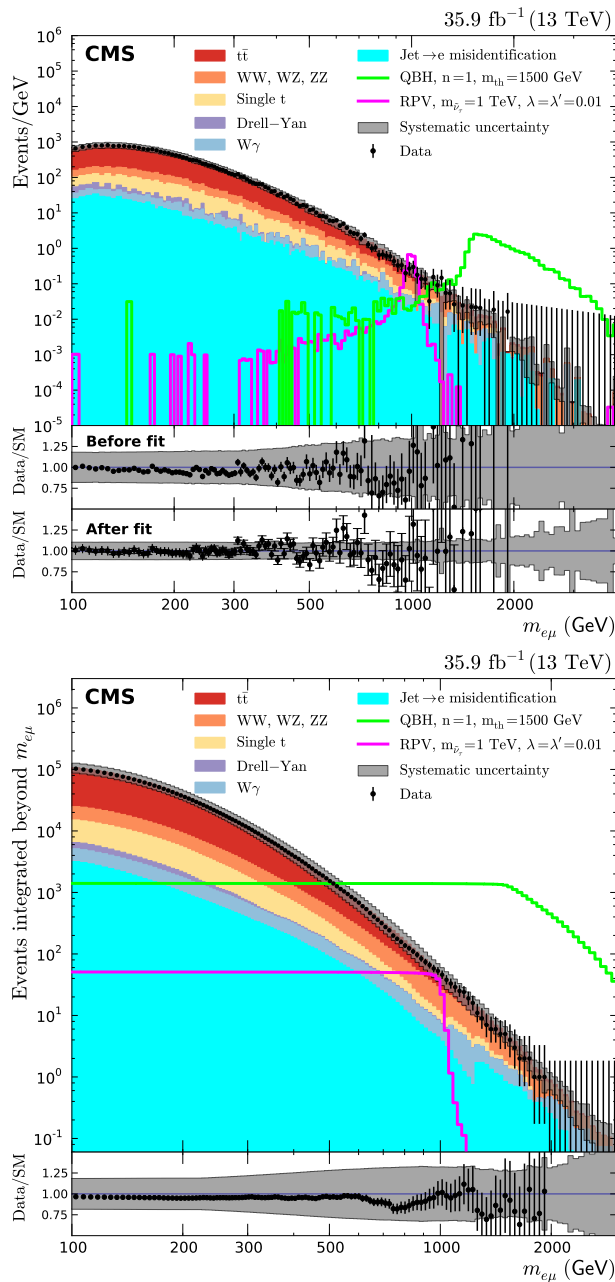 35.9 fb⁻¹ (13 TeV)
CMS
tt̄
WW, WZ, ZZ
Single t
Drell−Yan
Wγ
Jet→e misidentification
QBH, n=1, m_th=1500 GeV
RPV, m_ν̃τ=1 TeV, λ=λ′=0.01
Systematic uncertainty
Data
Events/GeV
10⁶
10⁵
10⁴
10³
10²
10¹
10⁰
10⁻¹
10⁻²
10⁻³
10⁻⁴
10⁻⁵
Before fit
Data/SM
1.25
1.00
0.75
After fit
Data/SM
1.25
1.00
0.75
100 200 300 500 1000 2000
m_eμ (GeV)
35.9 fb⁻¹ (13 TeV)
CMS
tt̄
WW, WZ, ZZ
Single t
Drell−Yan
Wγ
Jet→e misidentification
QBH, n=1, m_th=1500 GeV
RPV, m_ν̃τ=1 TeV, λ=λ′=0.01
Systematic uncertainty
Data
Events integrated beyond m_eμ
10⁶
10⁵
10⁴
10³
10²
10¹
10⁰
10⁻¹
Data/SM
1.25
1.00
0.75
100 200 300 500 1000 2000
m_eμ (GeV)